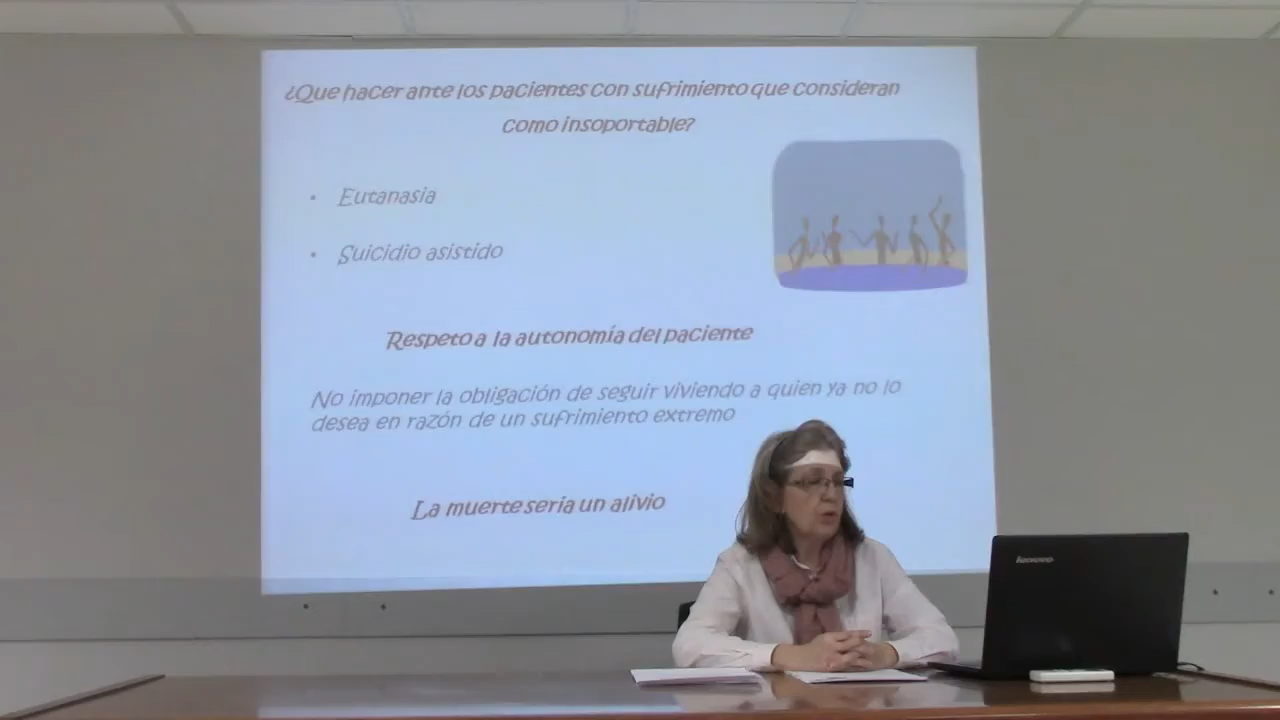 ¿Que hacer ante los pacientes con sufrimiento que consideran
como insoportable?
• Eutanasia
• Suicidio asistido
Respeto a la autonomía del paciente
No imponer la obligación de seguir viviendo a quien ya no lo
desea en razón de un sufrimiento extremo
La muerte seria un alivio
lenovo